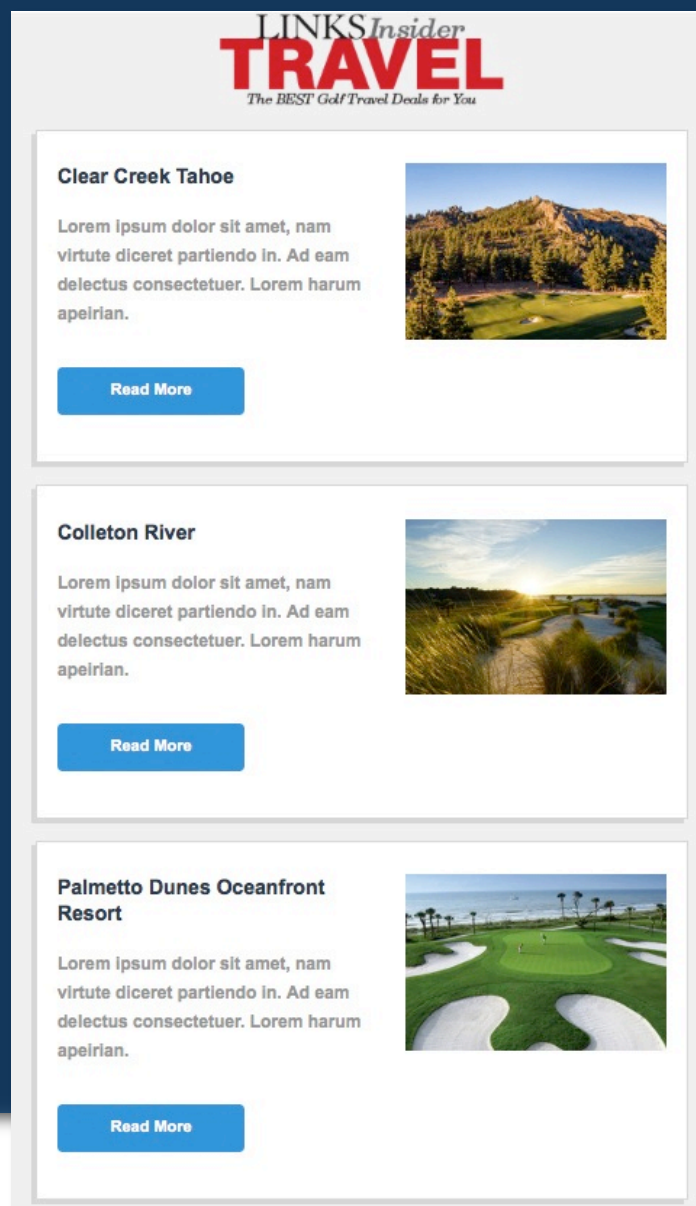 LINKS Insider
TRAVEL
The BEST Golf Travel Deals for You
Clear Creek Tahoe
Lorem ipsum dolor sit amet, nam
virtute diceret partiendo in. Ad eam
delectus consectetuer. Lorem harum
apeirian.
Read More
Colleton River
Lorem ipsum dolor sit amet, nam
virtute diceret partiendo in. Ad eam
delectus consectetuer. Lorem harum
apeirian.
Read More
Palmetto Dunes Oceanfront
Resort
Lorem ipsum dolor sit amet, nam
virtute diceret partiendo in. Ad eam
delectus consectetuer. Lorem harum
apeirian.
Read More